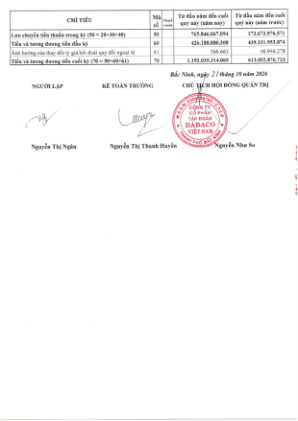 CHỈ TIÊU Mã số Thuyết minh Từ đầu năm đến cuối quý này (năm nay) Từ đầu năm đến cuối quý này (năm trước)
Lưu chuyển tiền thuần trong kỳ (50 = 20+30+40) 50 765.846.867.094 173.673.976.571
Tiền và tương đương tiền đầu kỳ 60 426.188.880.308 439.331.953.874
Ảnh hưởng của thay đổi tỷ giá hối đoái quy đổi ngoại tệ 61 46.946.278
Tiền và tương đương tiền cuối kỳ (70 = 50+60+61) 70 1.192.035.314.065 613.052.876.723
Bắc Ninh, ngày 21 tháng 10 năm
NGƯỜI LẬP KẾ TOÁN TRƯỞNG CHỦ TỊCH HỘI ĐỒNG QUẢN TRỊ
CÔNG TY
CỔ PHẦN
TẬP ĐOÀN
DABACO
VIỆT NAM
Nguyễn Thị Ngân Nguyễn Thị Thanh Huyền Nguyễn Như So